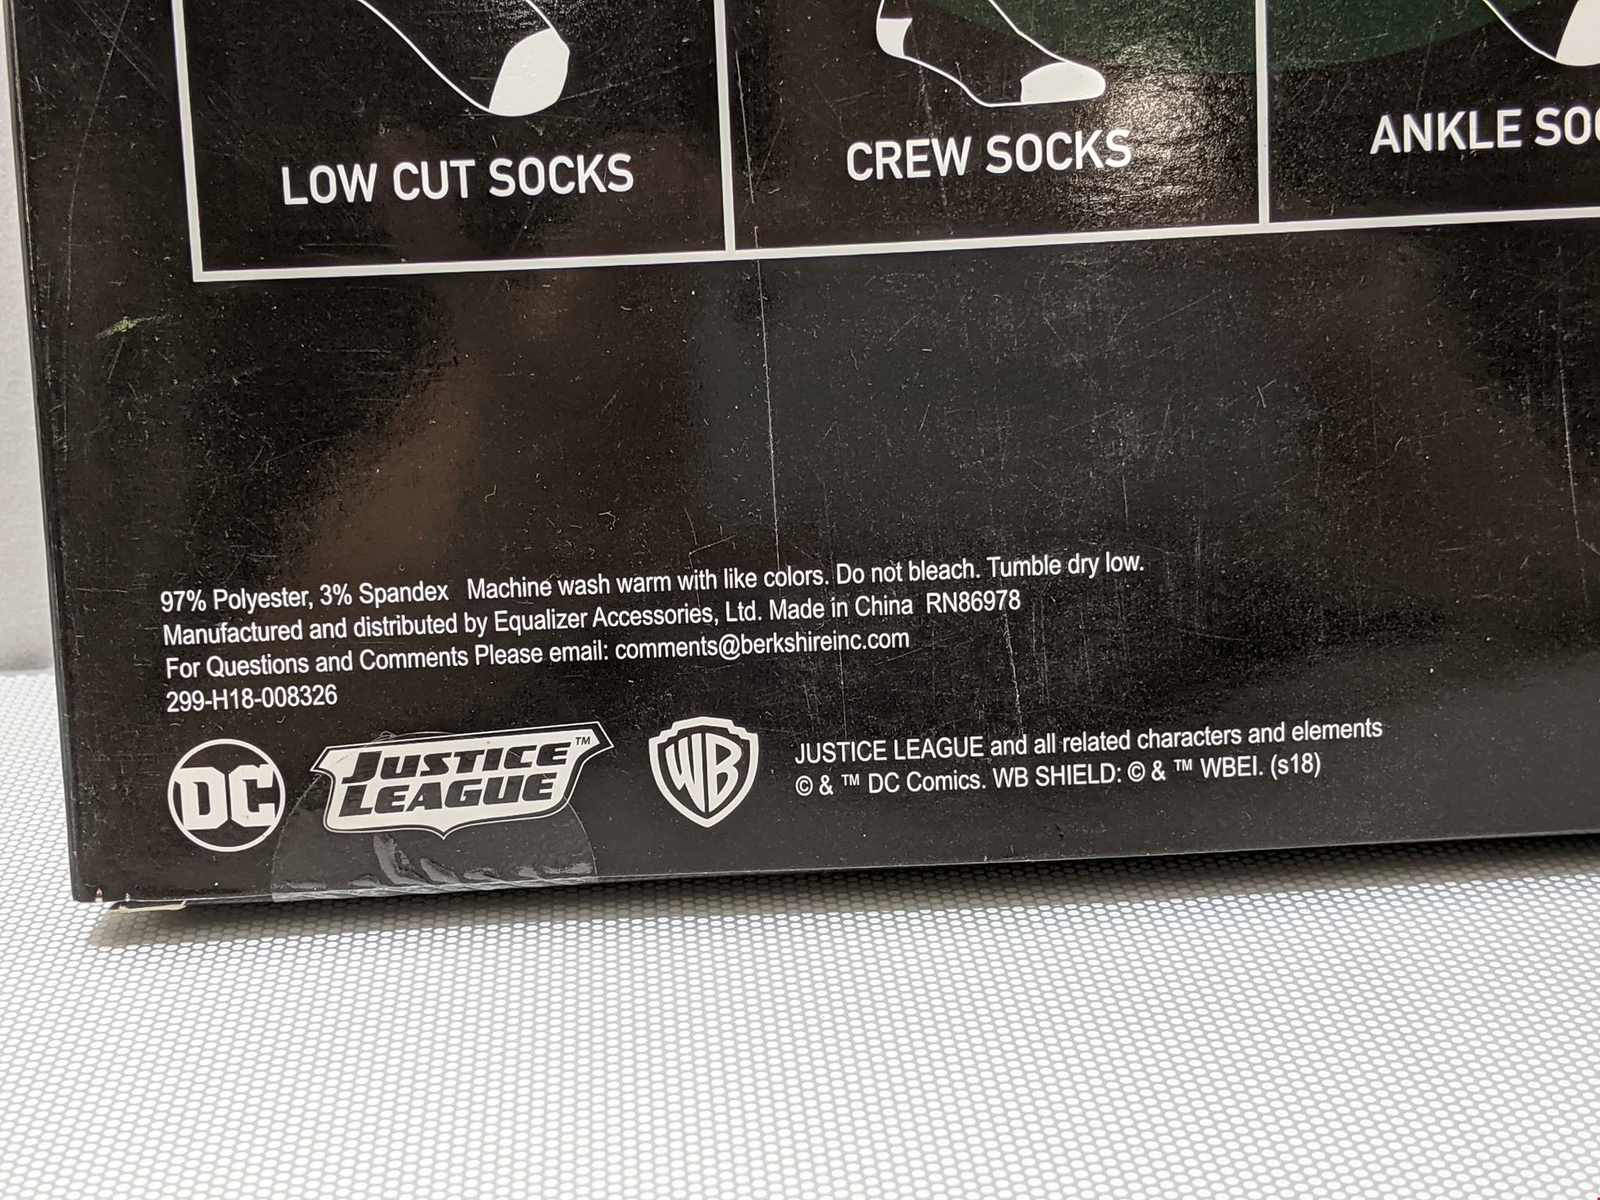 LOW CUT SOCKS
CREW SOCKS
ANKLE
97% Polyester, 3% Spandex Machine wash warm with like colors. Do not bleach. Tumble dry low.
Manufactured and distributed by Equalizer Accessories, Ltd. Made in China RN86978
For Questions and Comments Please email: comments@berkshireinc.com
299-H18-008326
DC
JUSTICE LEAGUE™
WB
JUSTICE LEAGUE and all related characters and elements
© & ™ DC Comics. WB SHIELD: © & ™ WBEI. (s18)